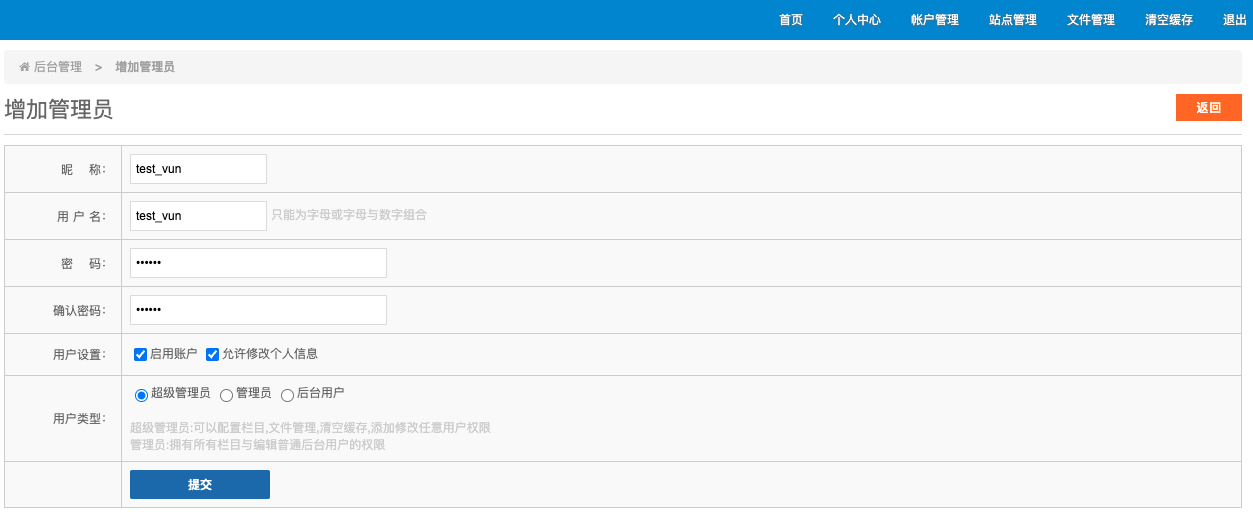 首页 个人中心 帐户管理 站点管理 文件管理 清空缓存 退出
后台管理 > 增加管理员
增加管理员 返回
昵 称: test_vun
用 户 名: test_vun 只能为字母或字母与数字组合
密 码: ••••••
确认密码: ••••••
用户设置: 启用账户 允许修改个人信息
用户类型: 超级管理员 管理员 后台用户
超级管理员:可以配置栏目,文件管理,清空缓存,添加修改任意用户权限
管理员:拥有所有栏目与编辑普通后台用户的权限
提交